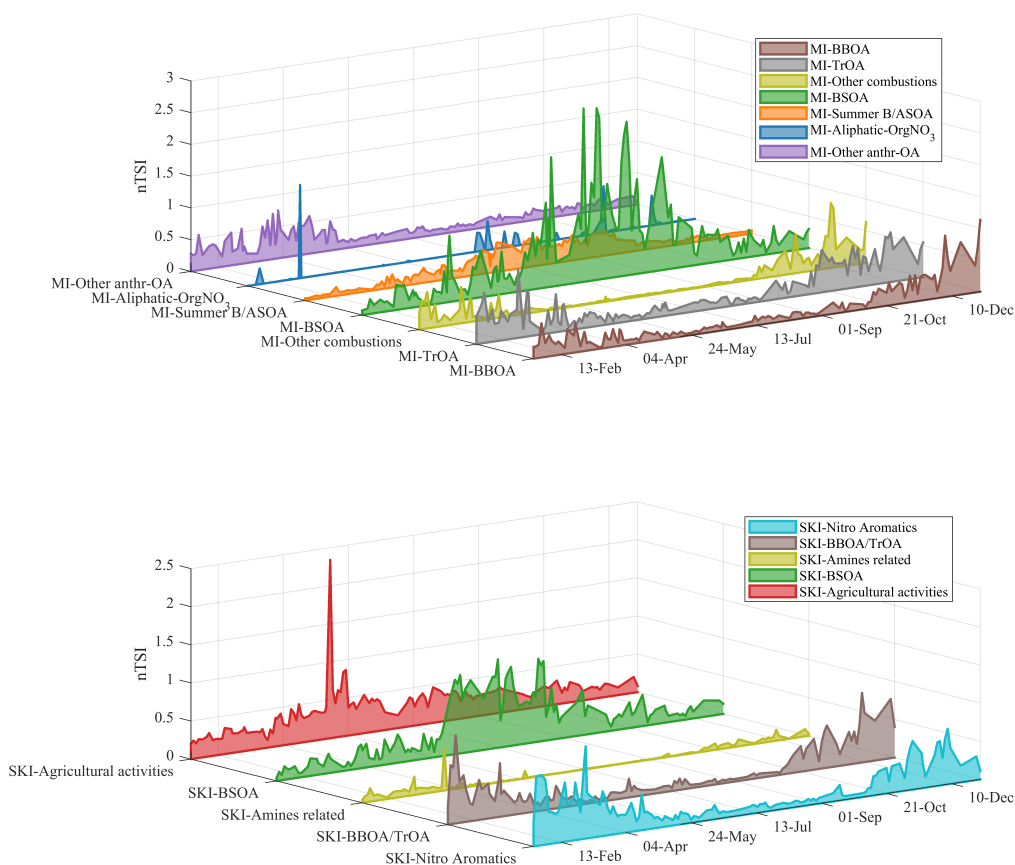 3
2.5
2
1.5
1
0.5
0
nTSI
MI-BBOA
MI-TrOA
MI-Other combustions
MI-BSOA
MI-Summer B/ASOA
MI-Aliphatic-OrgNO3
MI-Other anthr-OA
MI-Other anthr-OA
MI-Aliphatic-OrgNO3
MI-Summer B/ASOA
MI-BSOA
MI-Other combustions
MI-TrOA
MI-BBOA
13-Feb
04-Apr
24-May
13-Jul
01-Sep
21-Oct
10-Dec
2.5
2
1.5
1
0.5
0
nTSI
SKI-Nitro Aromatics
SKI-BBOA/TrOA
SKI-Amines related
SKI-BSOA
SKI-Agricultural activities
SKI-Agricultural activities
SKI-BSOA
SKI-Amines related
SKI-BBOA/TrOA
SKI-Nitro Aromatics
13-Feb
04-Apr
24-May
13-Jul
01-Sep
21-Oct
10-Dec